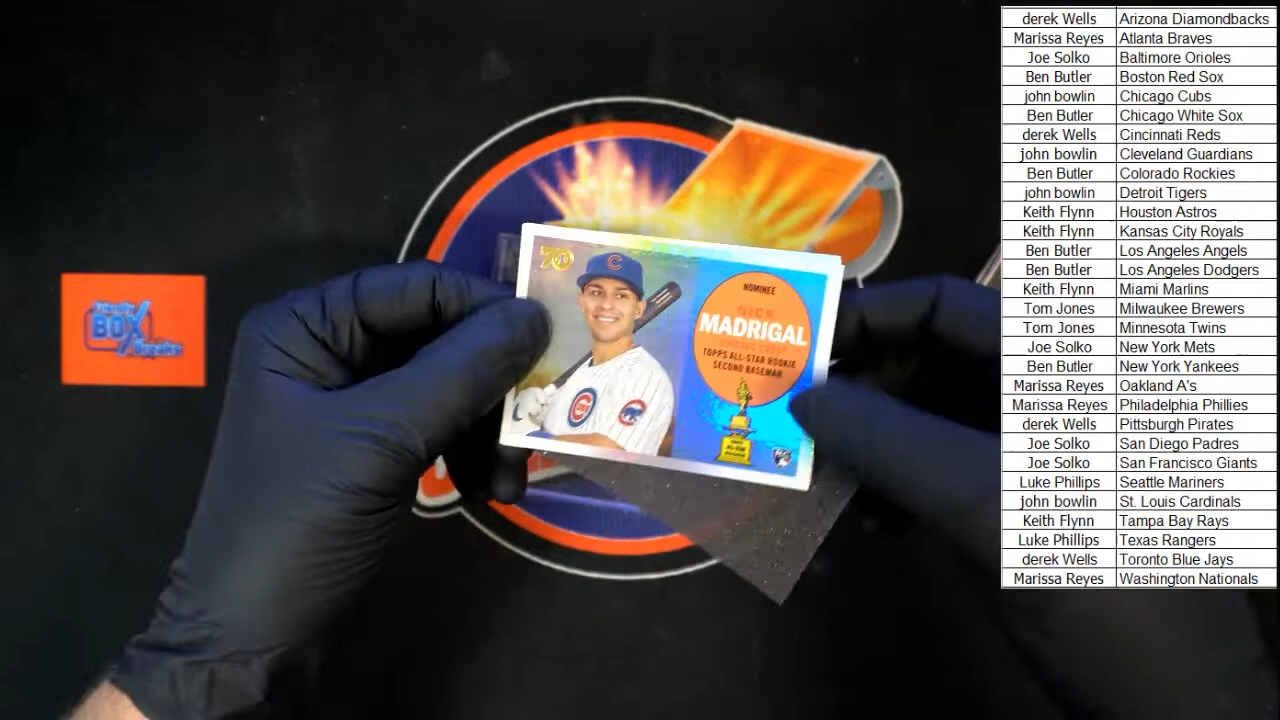 NOMINEE
NICK
MADRIGAL
TOPPS ALL-STAR ROOKIE
SECOND BASEMAN
BOX
Breaks
70
C
CUBS
derek Wells Arizona Diamondbacks
Marissa Reyes Atlanta Braves
Joe Solko Baltimore Orioles
Ben Butler Boston Red Sox
john bowlin Chicago Cubs
Ben Butler Chicago White Sox
derek Wells Cincinnati Reds
john bowlin Cleveland Guardians
Ben Butler Colorado Rockies
john bowlin Detroit Tigers
Keith Flynn Houston Astros
Keith Flynn Kansas City Royals
Ben Butler Los Angeles Angels
Ben Butler Los Angeles Dodgers
Keith Flynn Miami Marlins
Tom Jones Milwaukee Brewers
Tom Jones Minnesota Twins
Joe Solko New York Mets
Ben Butler New York Yankees
Marissa Reyes Oakland A's
Marissa Reyes Philadelphia Phillies
derek Wells Pittsburgh Pirates
Joe Solko San Diego Padres
Joe Solko San Francisco Giants
Luke Phillips Seattle Mariners
john bowlin St. Louis Cardinals
Keith Flynn Tampa Bay Rays
Luke Phillips Texas Rangers
derek Wells Toronto Blue Jays
Marissa Reyes Washington Nationals